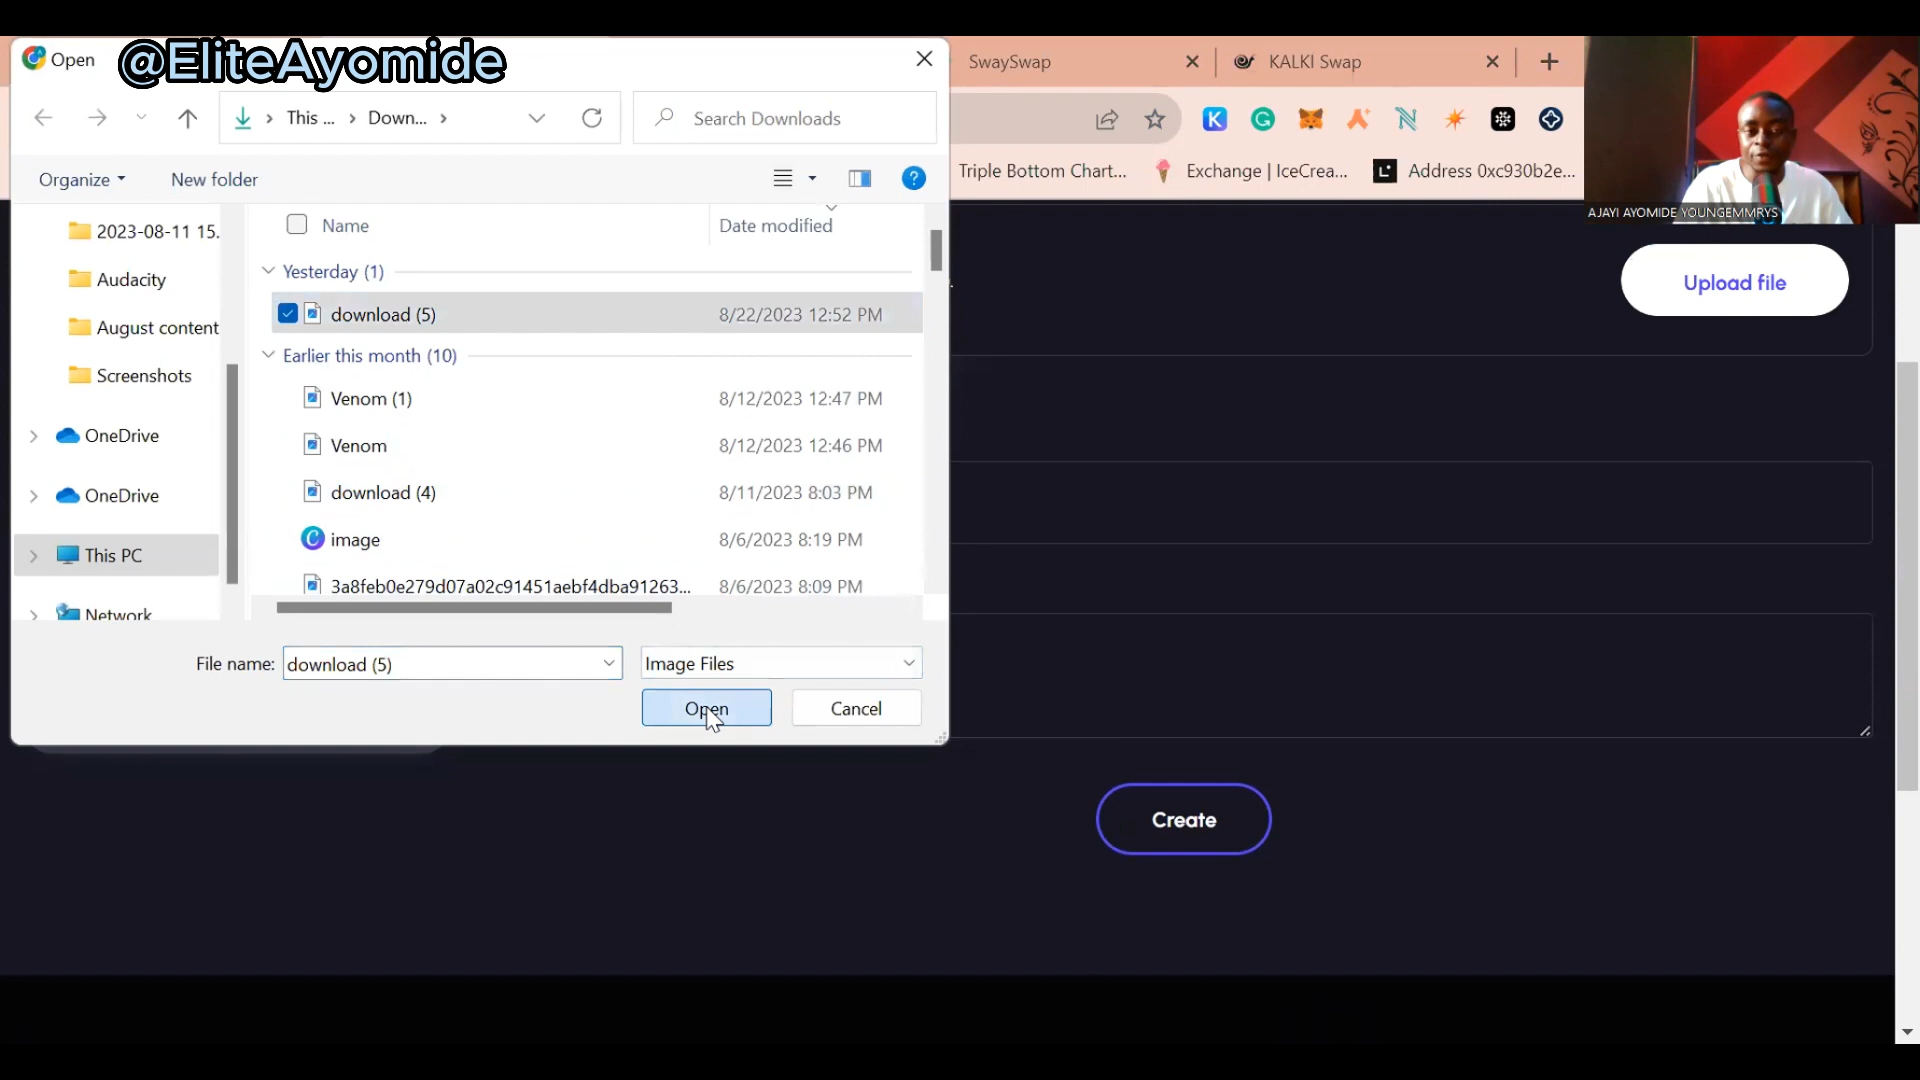 Open
@EliteAyomide
SwaySwap
KALKI Swap
This ...
Down...
Search Downloads
Triple Bottom Chart...
Exchange | IceCrea...
Address 0xc930b2e...
Organize
New folder
AJAYI AYOMIDE YOUNGEMMRYS
2023-08-11 15.
Audacity
August content
Screenshots
OneDrive
OneDrive
This PC
Network
Name
Date modified
Yesterday (1)
download (5) 8/22/2023 12:52 PM
Earlier this month (10)
Venom (1) 8/12/2023 12:47 PM
Venom 8/12/2023 12:46 PM
download (4) 8/11/2023 8:03 PM
image 8/6/2023 8:19 PM
3a8feb0e279d07a02c91451aebf4dba91263... 8/6/2023 8:09 PM
Upload file
File name: download (5)
Image Files
Open
Cancel
Create